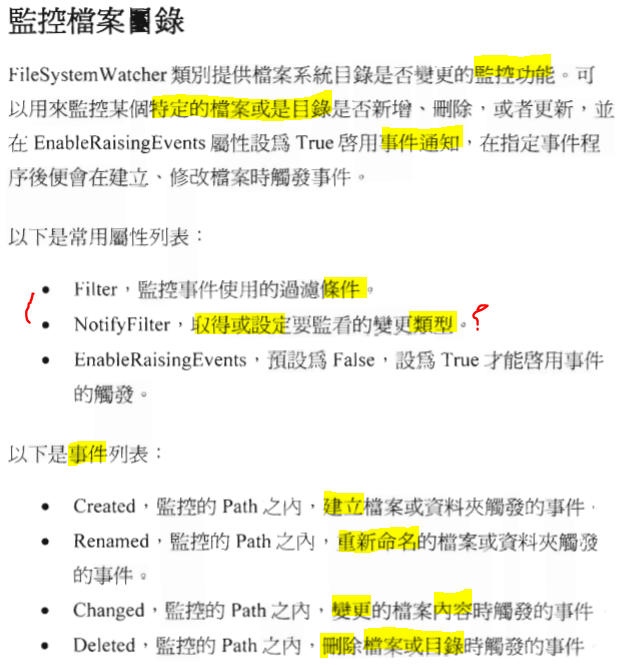 監控檔案目錄
FileSystemWatcher 類別提供檔案系統目錄是否變更的監控功能。可
以用來監控某個特定的檔案或是目錄是否新增、刪除，或者更新，並
在 EnableRaisingEvents 屬性設爲 True 啓用事件通知，在指定事件程
序後便會在建立、修改檔案時觸發事件。
以下是常用屬性列表：
• Filter，監控事件使用的過濾條件。
• NotifyFilter，取得或設定要監看的變更類型。?
• EnableRaisingEvents，預設爲 False，設爲 True 才能啓用事件
的觸發。
以下是事件列表：
• Created，監控的 Path 之內，建立檔案或資料夾觸發的事件
• Renamed，監控的 Path 之內，重新命名的檔案或資料夾觸發
的事件。
• Changed，監控的 Path 之內，變更的檔案內容時觸發的事件
• Deleted，監控的 Path 之內，刪除檔案或目錄時觸發的事件